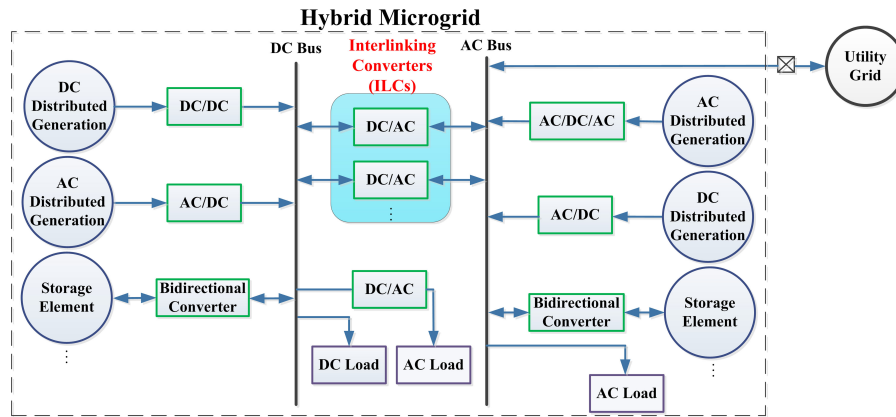 Hybrid Microgrid
DC Bus
Interlinking
Converters
(ILCs)
AC Bus
Utility
Grid
DC
Distributed
Generation
DC/DC
DC/AC
AC/DC/AC
AC
Distributed
Generation
AC
Distributed
Generation
AC/DC
DC/AC
AC/DC
DC
Distributed
Generation
Storage
Element
Bidirectional
Converter
DC/AC
Bidirectional
Converter
Storage
Element
DC Load
AC Load
AC Load